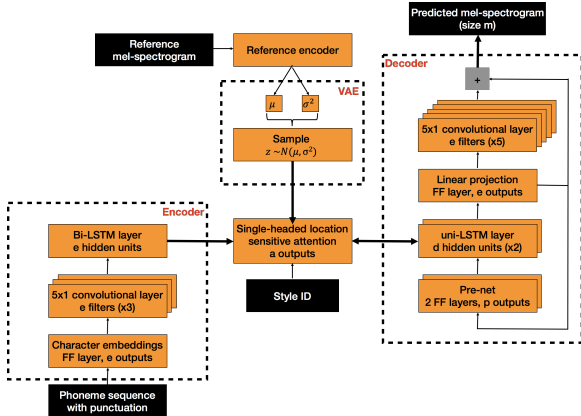 Predicted mel-spectrogram
(size m)
Reference
mel-spectrogram
Reference encoder
Decoder
+
VAE
μ
σ²
Sample
z ~N(μ, σ²)
5x1 convolutional layer
e filters (x5)
Linear projection
FF layer, e outputs
Encoder
Bi-LSTM layer
e hidden units
Single-headed location
sensitive attention
a outputs
uni-LSTM layer
d hidden units (x2)
5x1 convolutional layer
e filters (x3)
Style ID
Pre-net
2 FF layers, p outputs
Character embeddings
FF layer, e outputs
Phoneme sequence
with punctuation